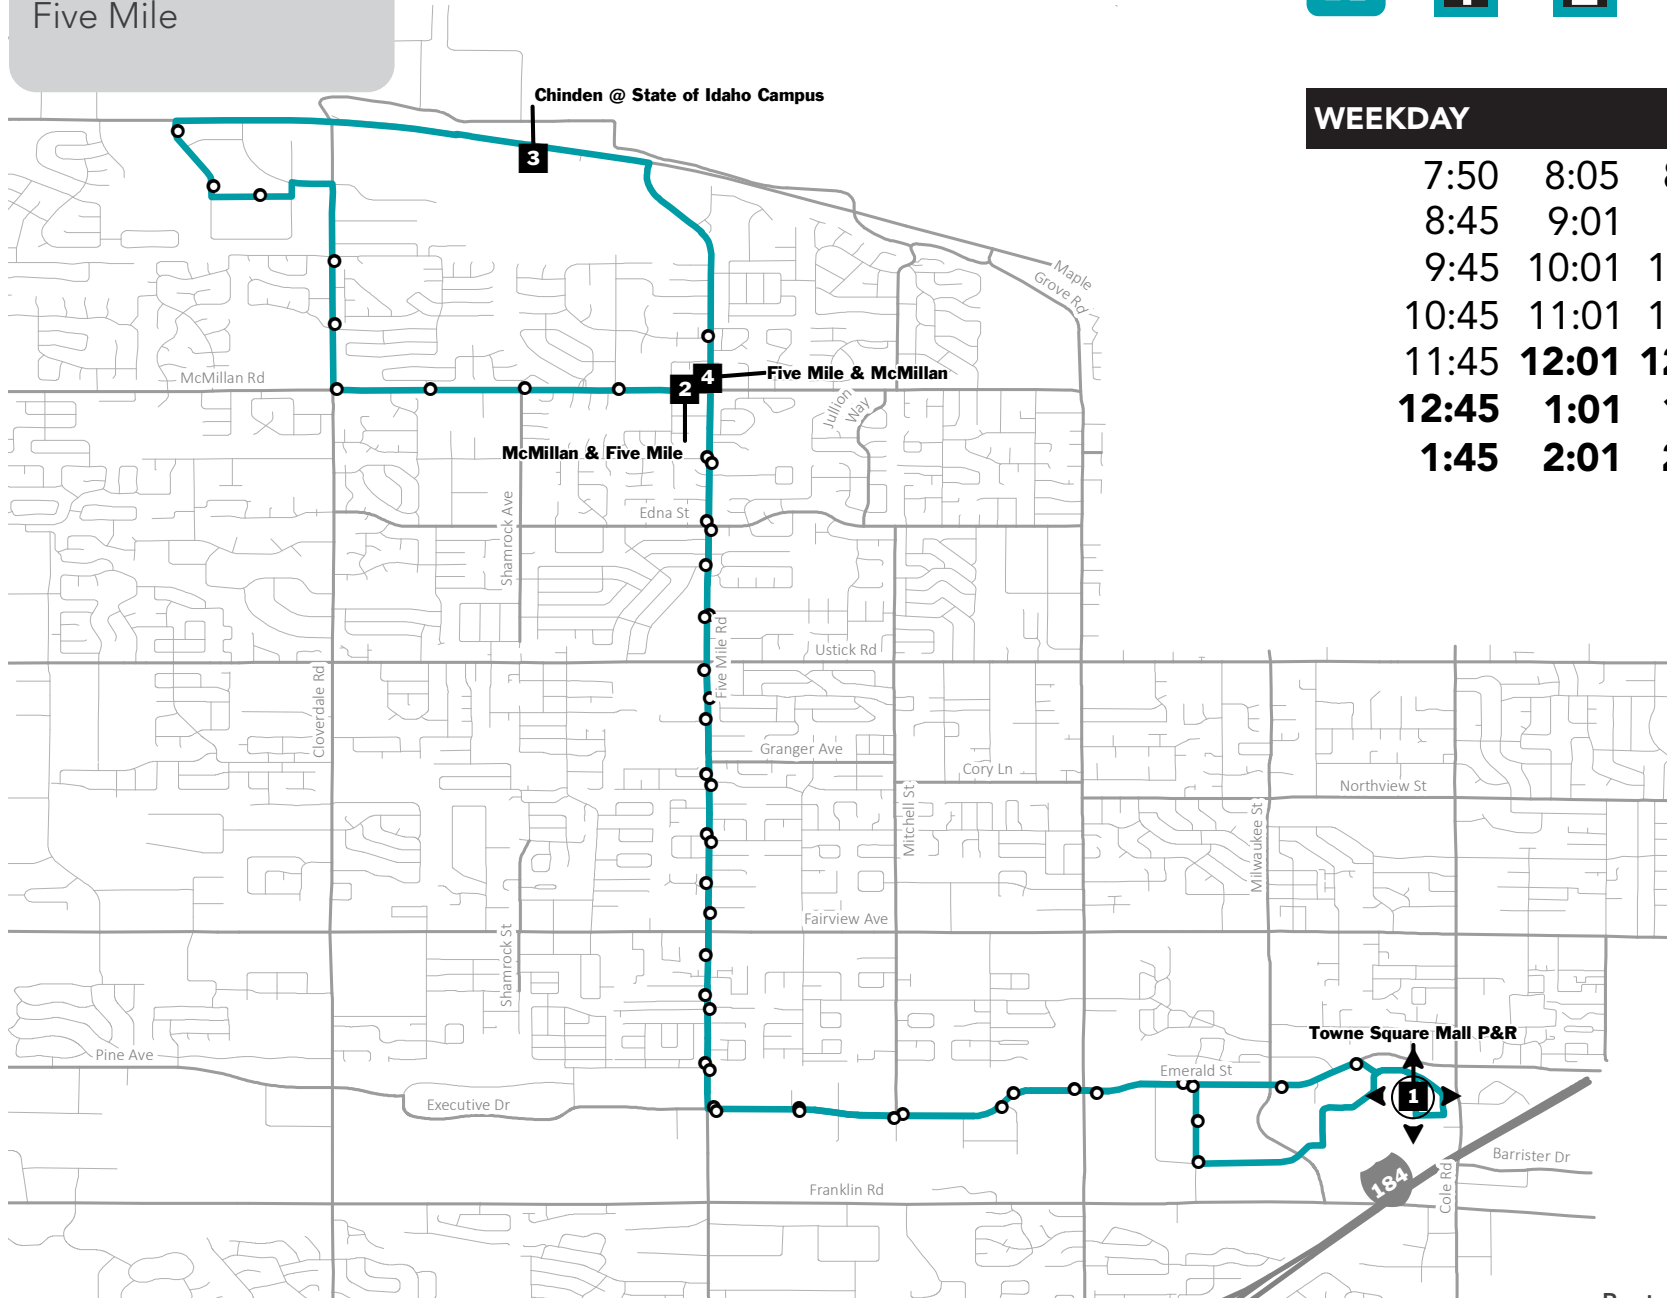 Five Mile
Chinden @ State of Idaho Campus
3
WEEKDAY
7:50 8:05
8:45 9:01
9:45 10:01
10:45 11:01
11:45 12:01
12:45 1:01
1:45 2:01
Maple
Grove Rd
McMillan Rd
4
Five Mile & McMillan
2
Jullion
Way
McMillan & Five Mile
Shamrock Ave
Edna St
Five Mile Rd
Ustick Rd
Cloverdale Rd
Granger Ave
Cory Ln
Northview St
Mitchell St
Milwaukee St
Fairview Ave
Shamrock St
Towne Square Mall P&R
Pine Ave
Emerald St
1
Executive Dr
Barrister Dr
184
Cole Rd
Franklin Rd